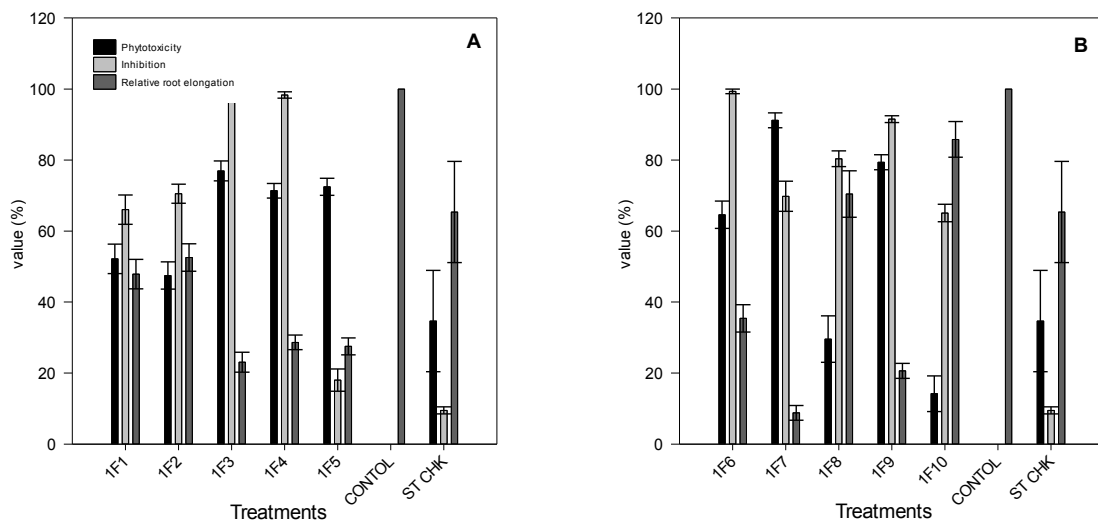 120
100
80
60
40
20
0
value (%)
A
Phytotoxicity
Inhibition
Relative root elongation
1F1
1F2
1F3
1F4
1F5
CONTOL
ST CHK
Treatments
120
100
80
60
40
20
0
value (%)
B
1F6
1F7
1F8
1F9
1F10
CONTOL
ST CHK
Treatments